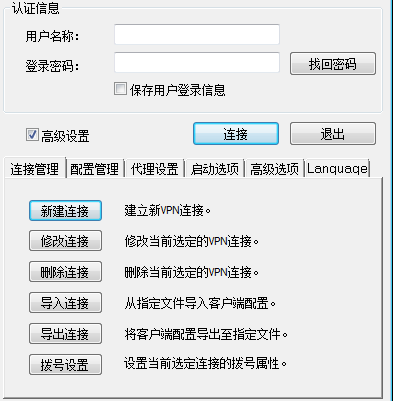 认证信息
用户名称：
登录密码： 找回密码
保存用户登录信息
高级设置 连接 退出
连接管理 配置管理 代理设置 启动选项 高级选项 Language
新建连接 建立新VPN连接。
修改连接 修改当前选定的VPN连接。
删除连接 删除当前选定的VPN连接。
导入连接 从指定文件导入客户端配置。
导出连接 将客户端配置导出至指定文件。
拨号设置 设置当前选定连接的拨号属性。